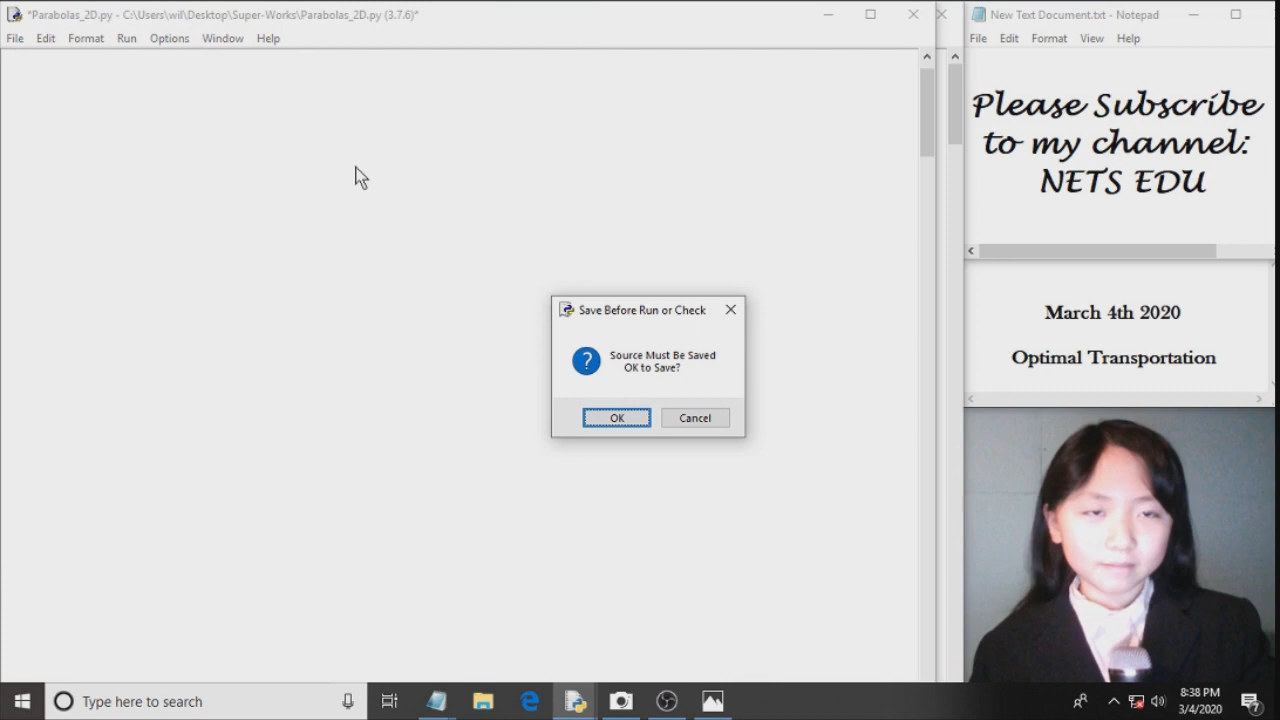 *Parabolas_2D.py - C:\Users\wil\Desktop\Super-Works\Parabolas_2D.py (3.7.6)*
File Edit Format Run Options Window Help
New Text Document.txt - Notepad
File Edit Format View Help
Please Subscribe
to my channel:
NETS EDU
March 4th 2020
Optimal Transportation
Save Before Run or Check
?
Source Must Be Saved
OK to Save?
OK Cancel
Type here to search
8:38 PM
3/4/2020
7